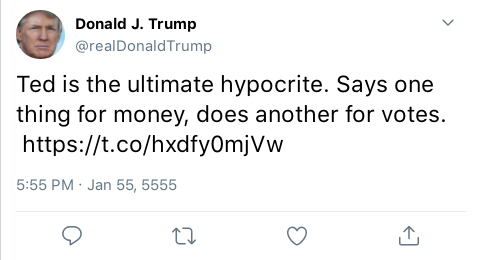 Donald J. Trump
@realDonaldTrump
Ted is the ultimate hypocrite. Says one
thing for money, does another for votes.
https://t.co/hxdfy0mjVw
5:55 PM · Jan 55, 5555